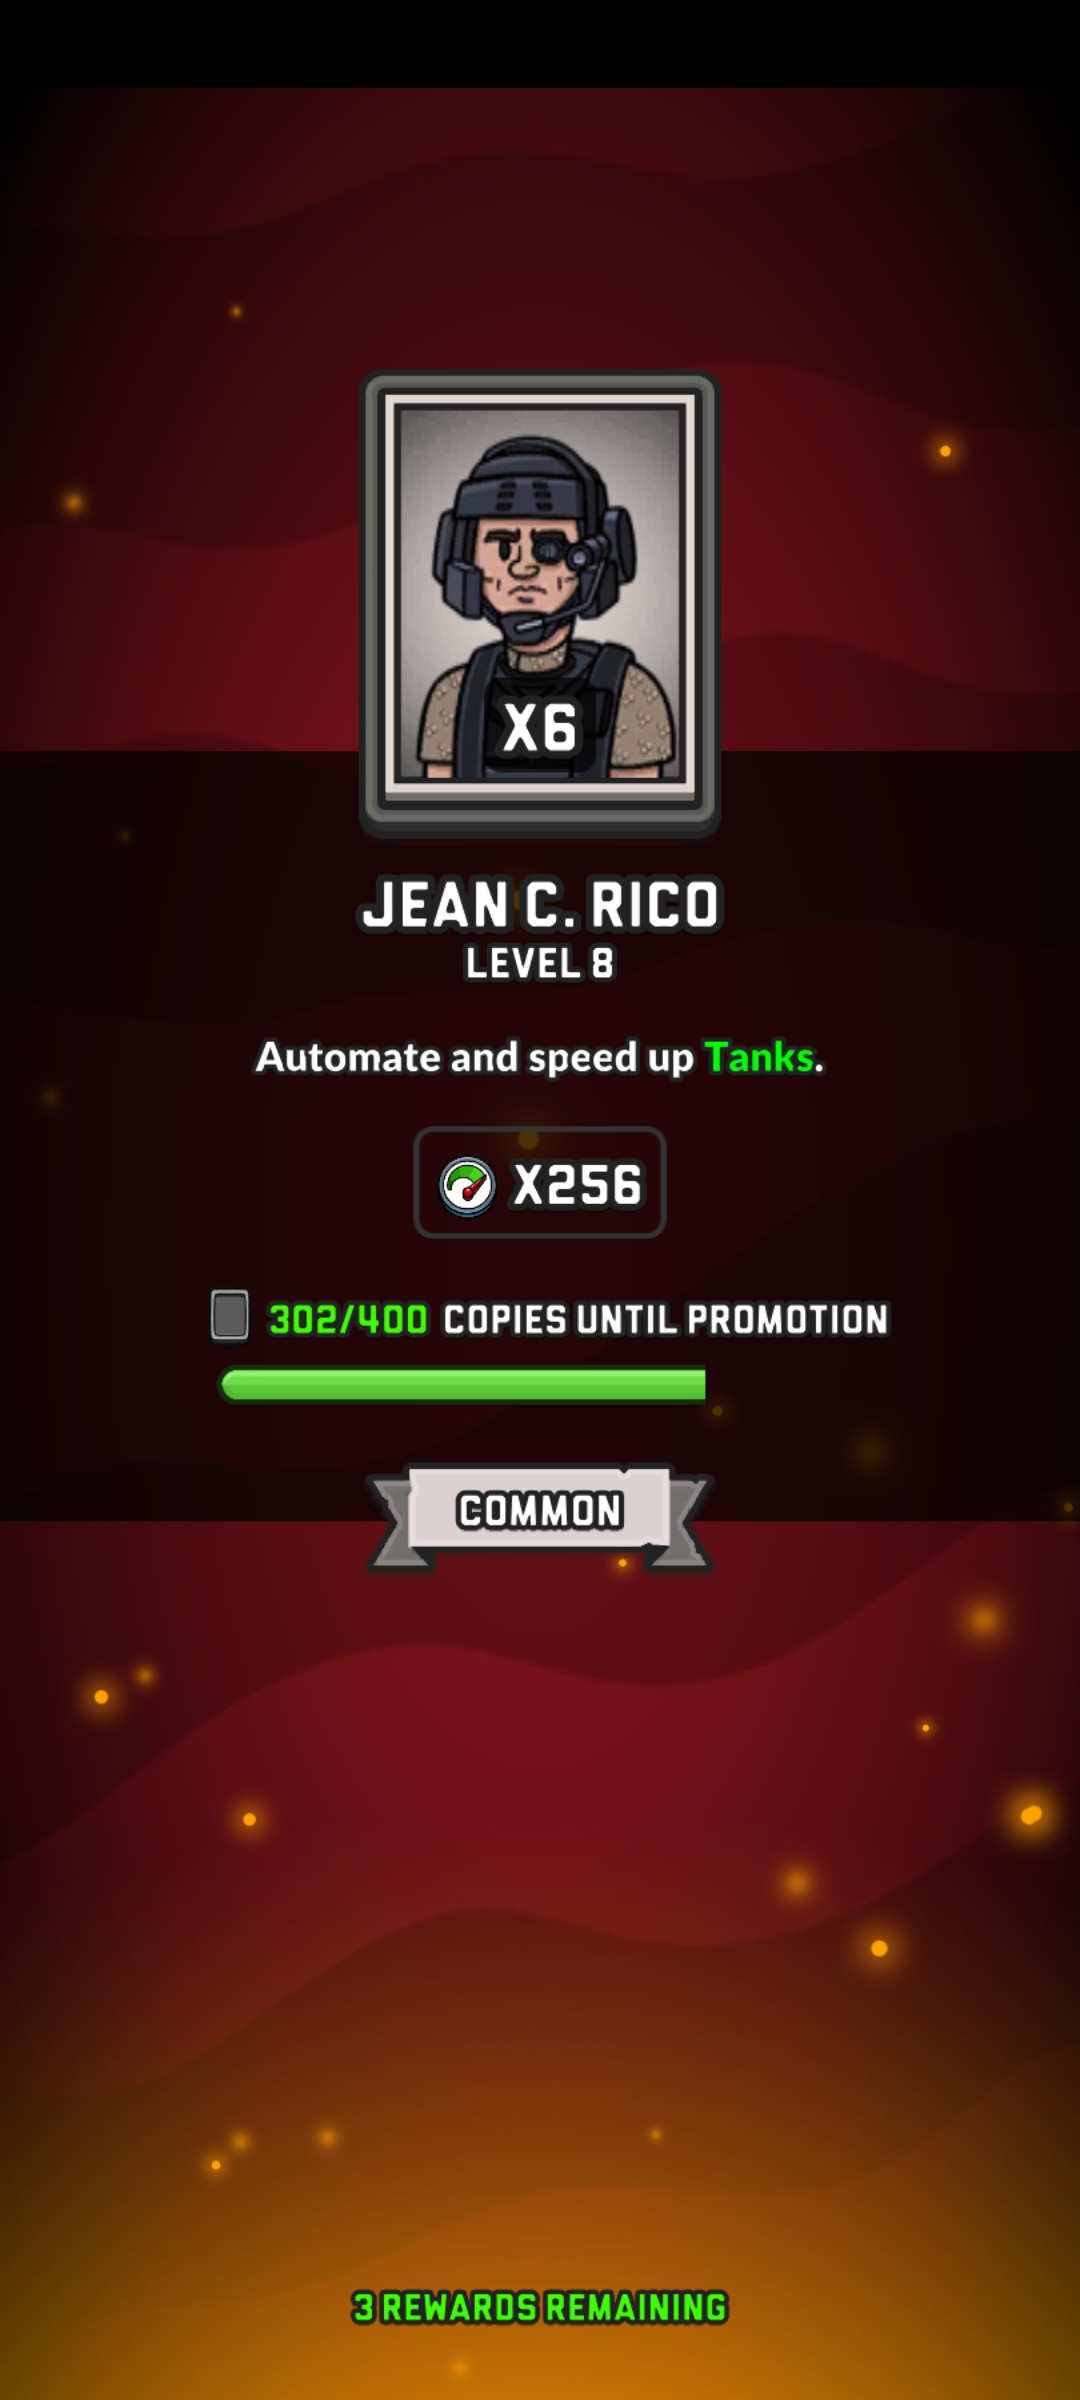 X6
JEAN C. RICO
LEVEL 8
Automate and speed up Tanks.
X256
302/400 COPIES UNTIL PROMOTION
COMMON
3 REWARDS REMAINING